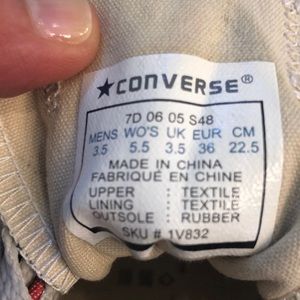 ★CONVERSE®
7D 06 05 S48
MENS WO'S UK EUR CM
3.5 5.5 3.5 36 22.5
MADE IN CHINA
FABRIQUÉ EN CHINE
UPPER : TEXTILE
LINING : TEXTILE
OUTSOLE : RUBBER
SKU # 1V832